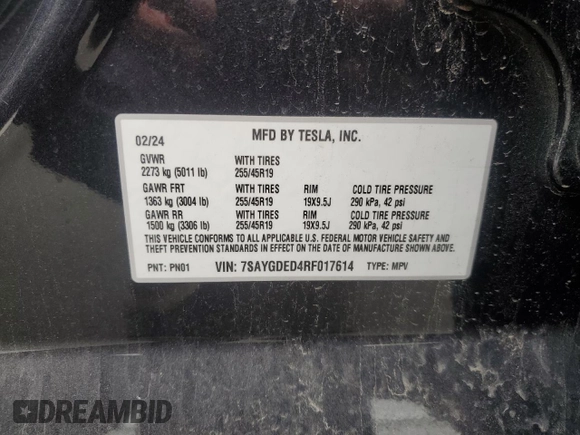 02/24 MFD BY TESLA, INC.
GVWR WITH TIRES
2273 kg (5011 lb) 255/45R19
GAWR FRT WITH TIRES RIM COLD TIRE PRESSURE
1363 kg (3004 lb) 255/45R19 19X9.5J 290 kPa, 42 psi
GAWR RR WITH TIRES RIM COLD TIRE PRESSURE
1500 kg (3306 lb) 255/45R19 19X9.5J 290 kPa, 42 psi
THIS VEHICLE CONFORMS TO ALL APPLICABLE U.S. FEDERAL MOTOR VEHICLE SAFETY AND
THEFT PREVENTION STANDARDS IN EFFECT ON THE DATE OF MANUFACTURE SHOWN ABOVE.
PNT: PN01 VIN: 7SAYGDED4RF017614 TYPE: MPV
DREAMBID